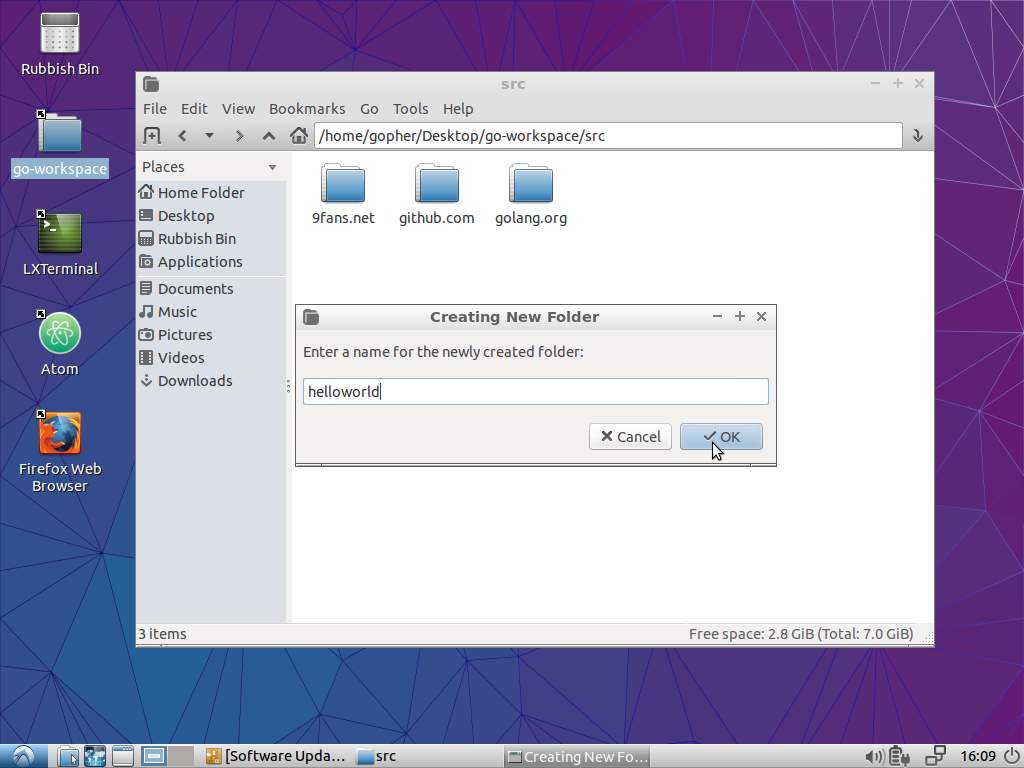 Rubbish Bin
go-workspace
LXTerminal
Atom
Firefox Web
Browser
src
File Edit View Bookmarks Go Tools Help
/home/gopher/Desktop/go-workspace/src
Places
Home Folder
Desktop
Rubbish Bin
Applications
Documents
Music
Pictures
Videos
Downloads
9fans.net github.com golang.org
Creating New Folder
Enter a name for the newly created folder:
helloworld
Cancel OK
3 items Free space: 2.8 GiB (Total: 7.0 GiB)
[Software Upda... src Creating New Fo... 16:09